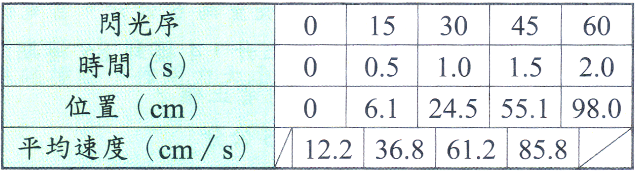 閃光序 0 15 30 45 60
時間（s） 0 0.5 1.0 1.5 2.0
位置（cm） 0 6.1 24.5 55.1 98.0
平均速度（cm／s） 12.2 36.8 61.2 85.8